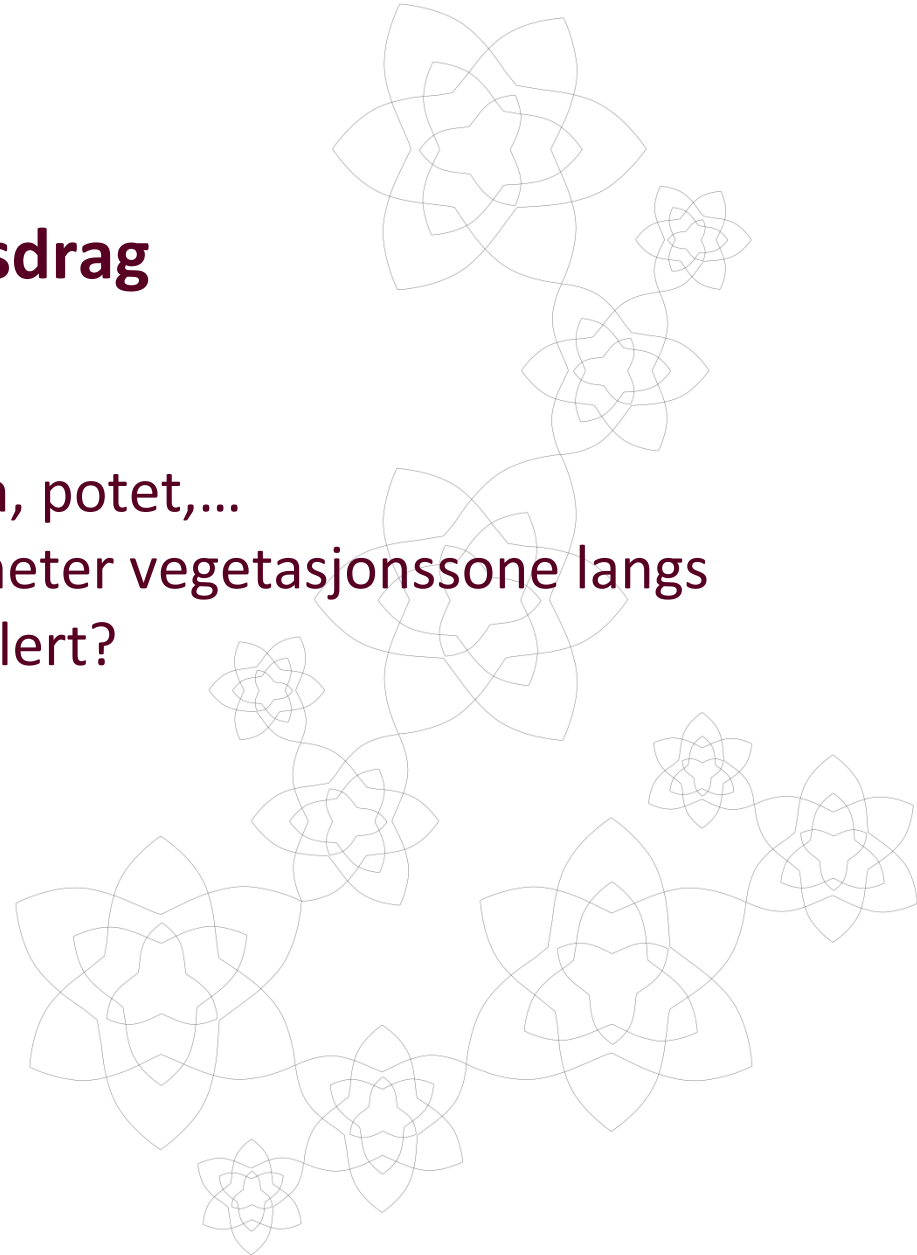 sdrag
, potet,…
eter vegetasjonssone langs
lert?